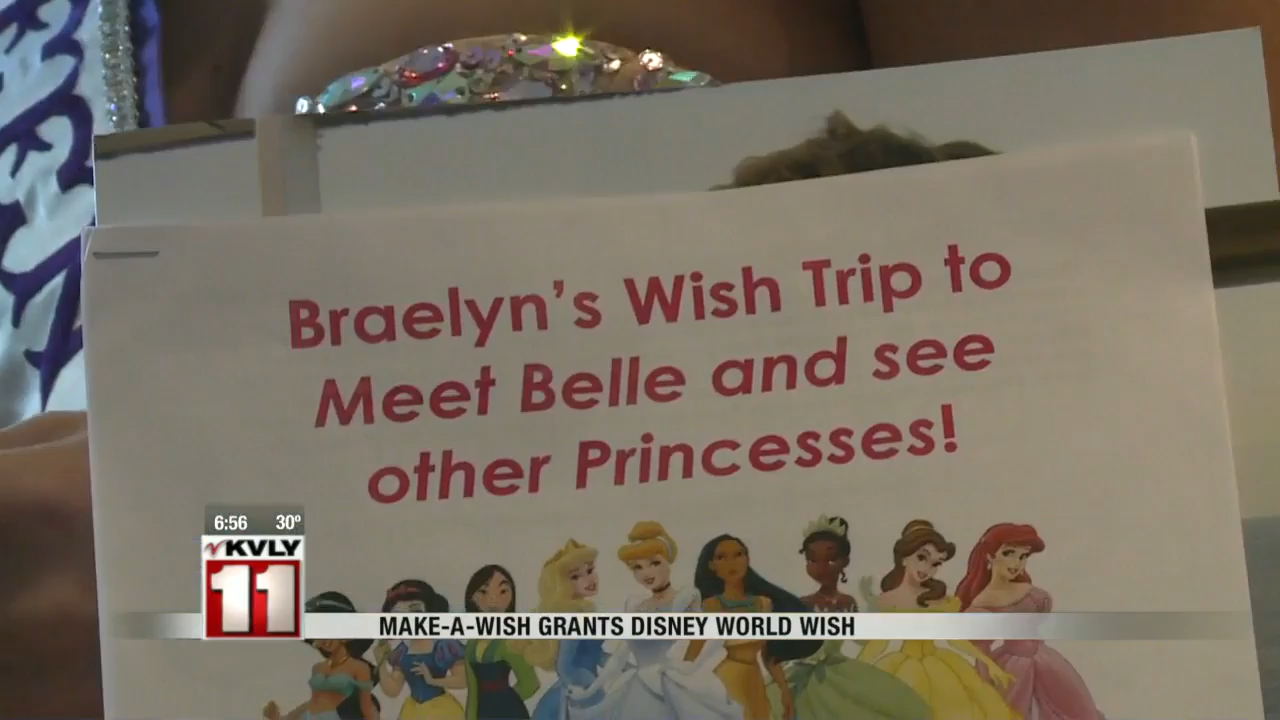 Braelyn's Wish Trip to
Meet Belle and see
other Princesses!
6:56 30°
KVLY
11
MAKE-A-WISH GRANTS DISNEY WORLD WISH